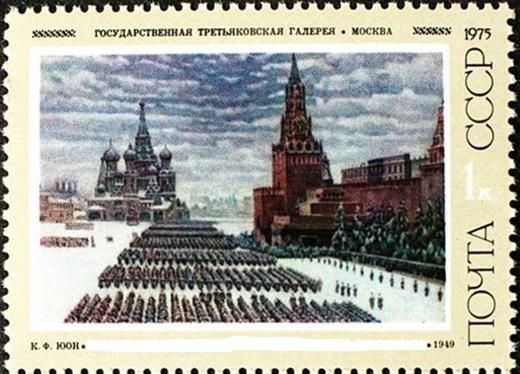 ГОСУДАРСТВЕННАЯ ТРЕТЬЯКОВСКАЯ ГАЛЕРЕЯ • МОСКВА
1975
ПОЧТА СССР
1к
К. Ф. ЮОН •
• 1949